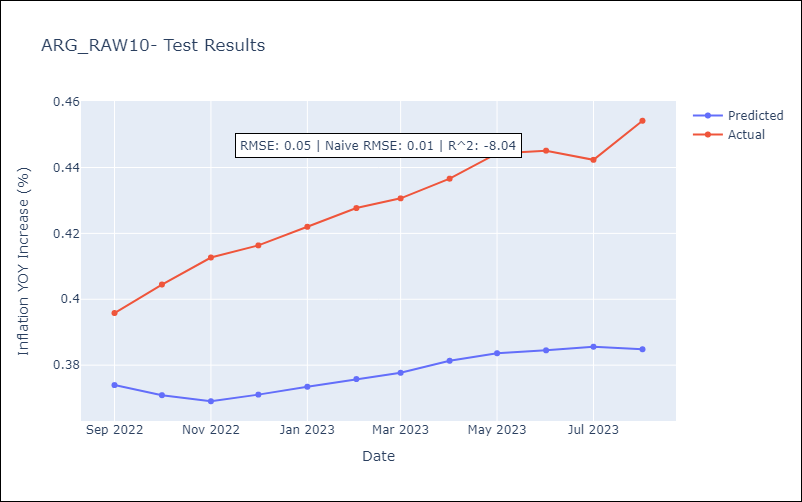 ARG_RAW10- Test Results
Predicted
Actual
RMSE: 0.05 | Naive RMSE: 0.01 | R^2: -8.04
Inflation YOY Increase (%)
0.46
0.44
0.42
0.4
0.38
Sep 2022 Nov 2022 Jan 2023 Mar 2023 May 2023 Jul 2023
Date